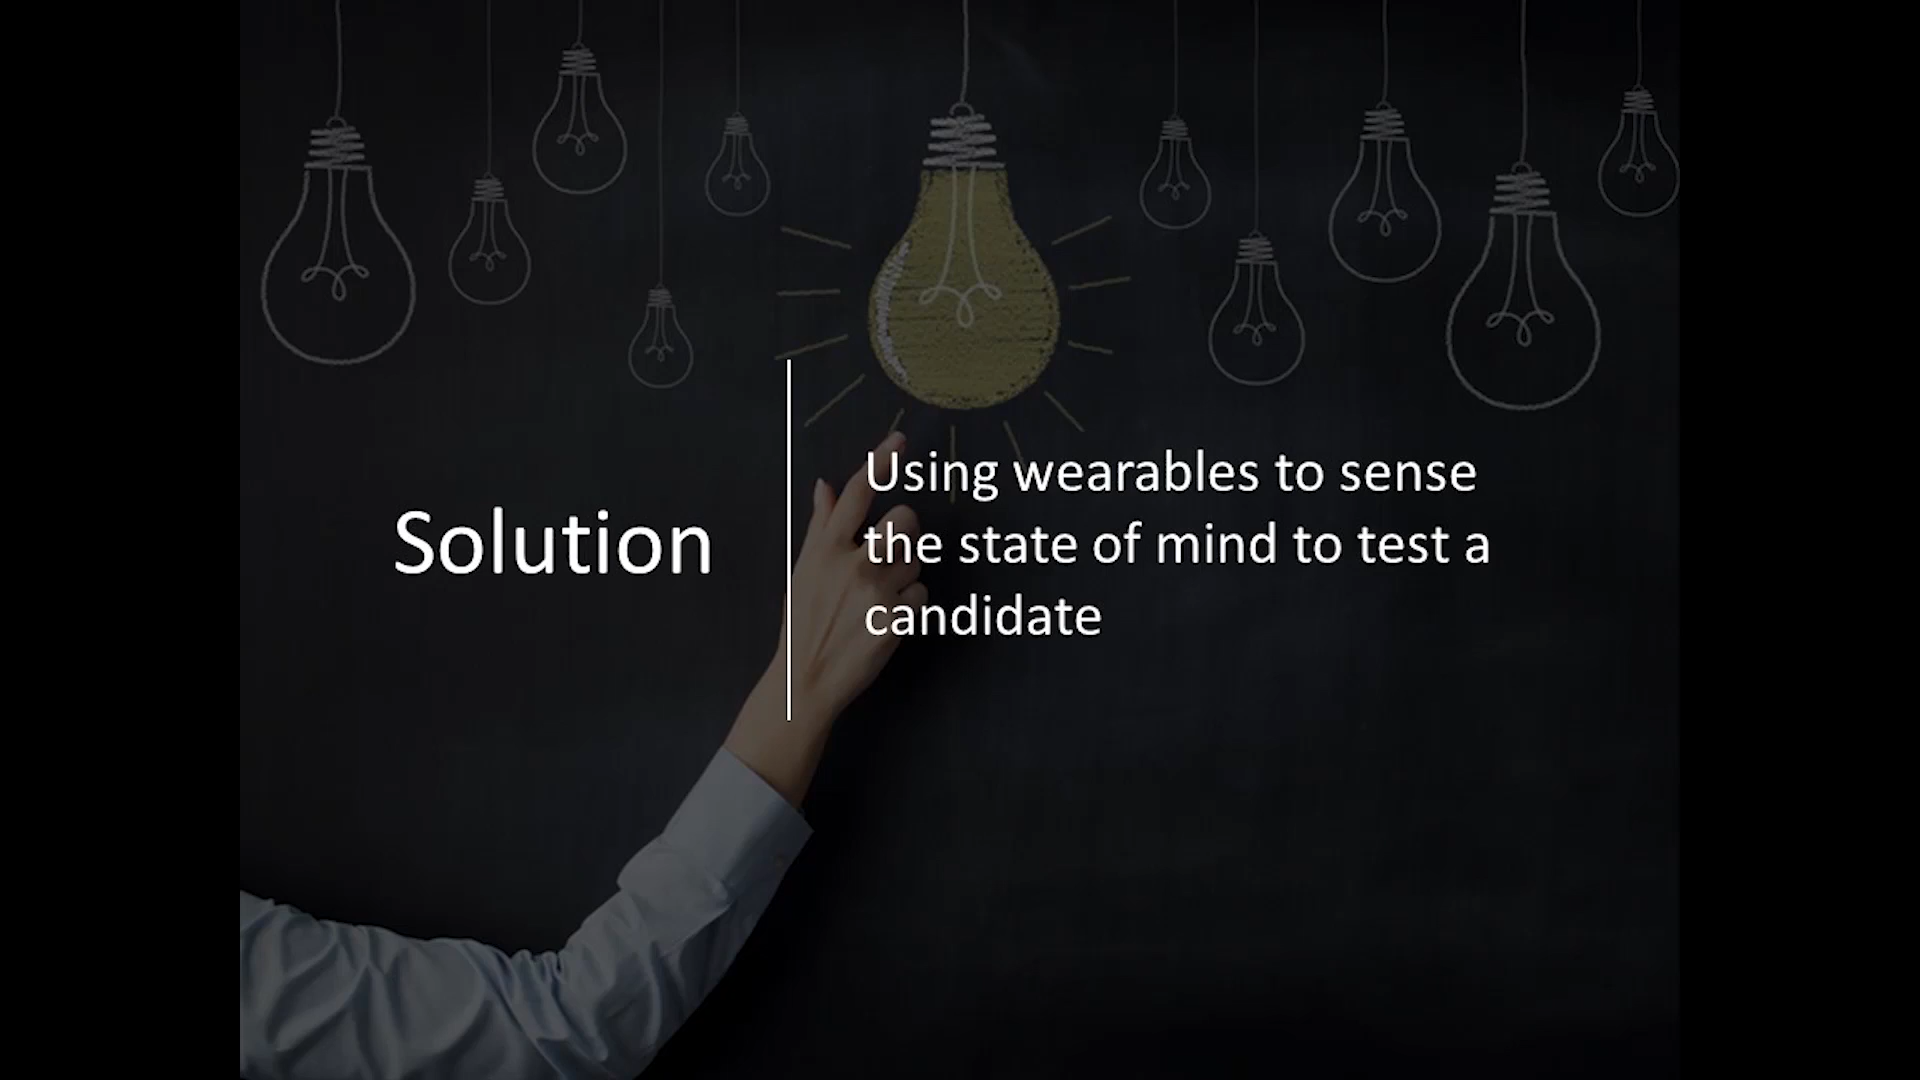 Solution
Using wearables to sense
the state of mind to test a
candidate